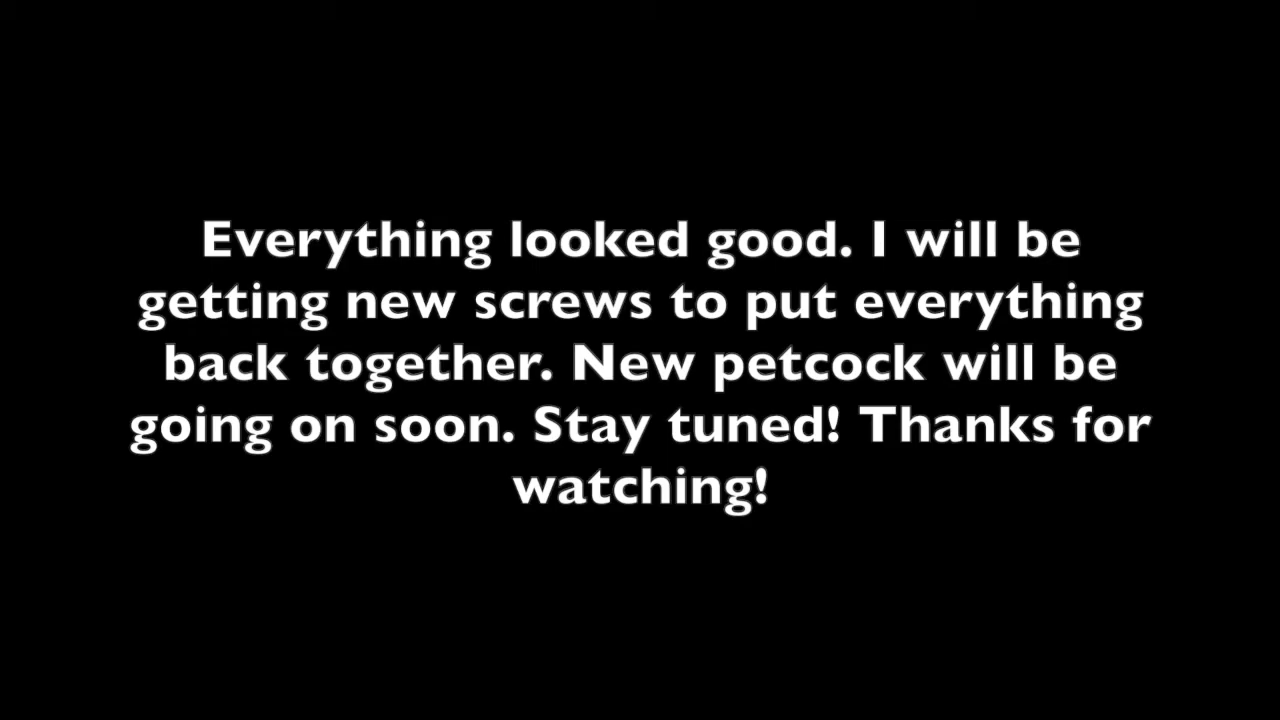 Everything looked good. I will be
getting new screws to put everything
back together. New petcock will be
going on soon. Stay tuned! Thanks for
watching!